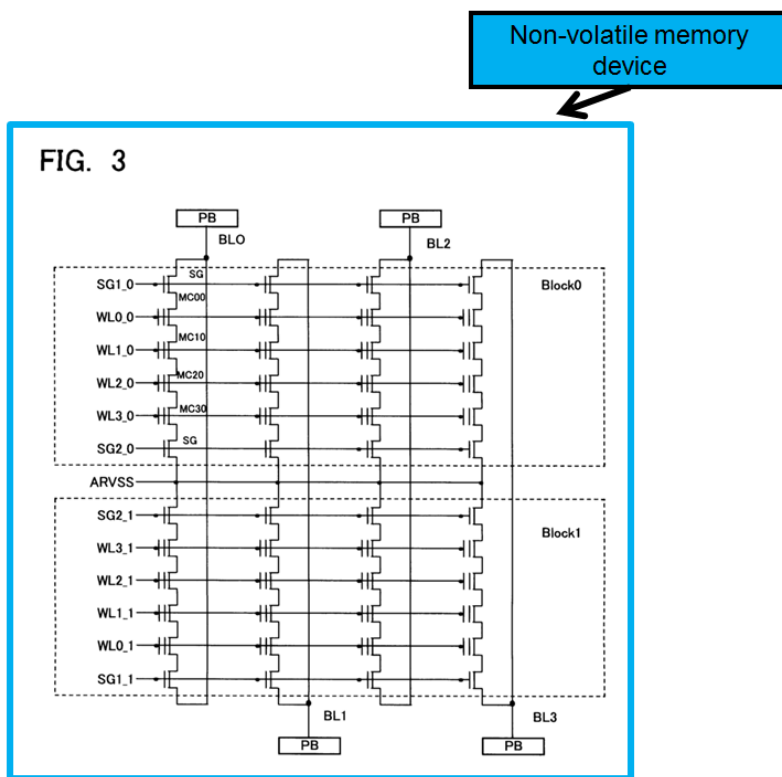 Non-volatile memory
device
FIG. 3
PB
PB
BL0
BL2
SG1_0
SG
Block0
MC00
WL0_0
MC10
WL1_0
MC20
WL2_0
MC30
WL3_0
SG
SG2_0
ARVSS
SG2_1
Block1
WL3_1
WL2_1
WL1_1
WL0_1
SG1_1
BL1
BL3
PB
PB